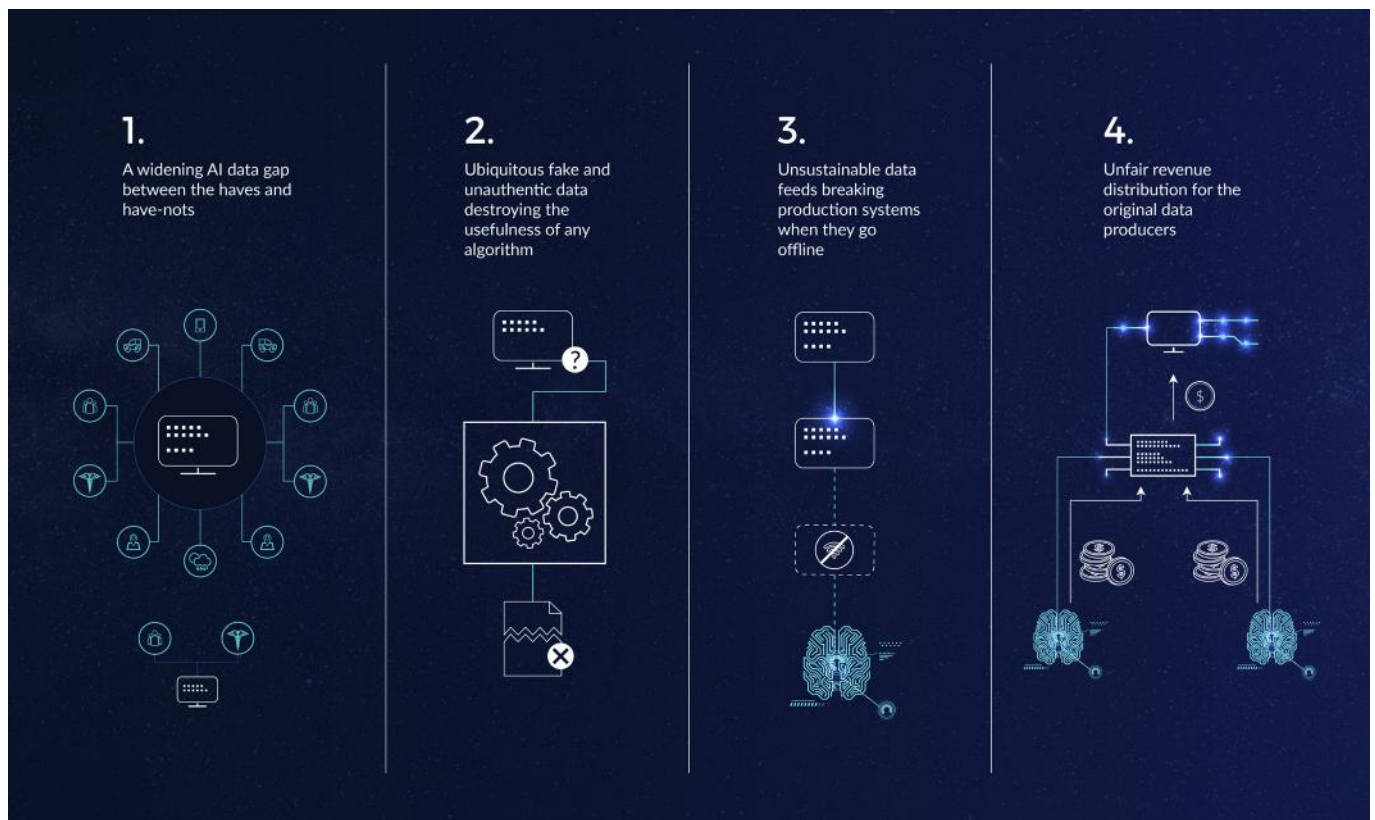 1.
A widening AI data gap
between the haves and
have-nots
2.
Ubiquitous fake and
unauthentic data
destroying the
usefulness of any
algorithm
3.
Unsustainable data
feeds breaking
production systems
when they go
offline
4.
Unfair revenue
distribution for the
original data
producers
?
$
$
$
$
$